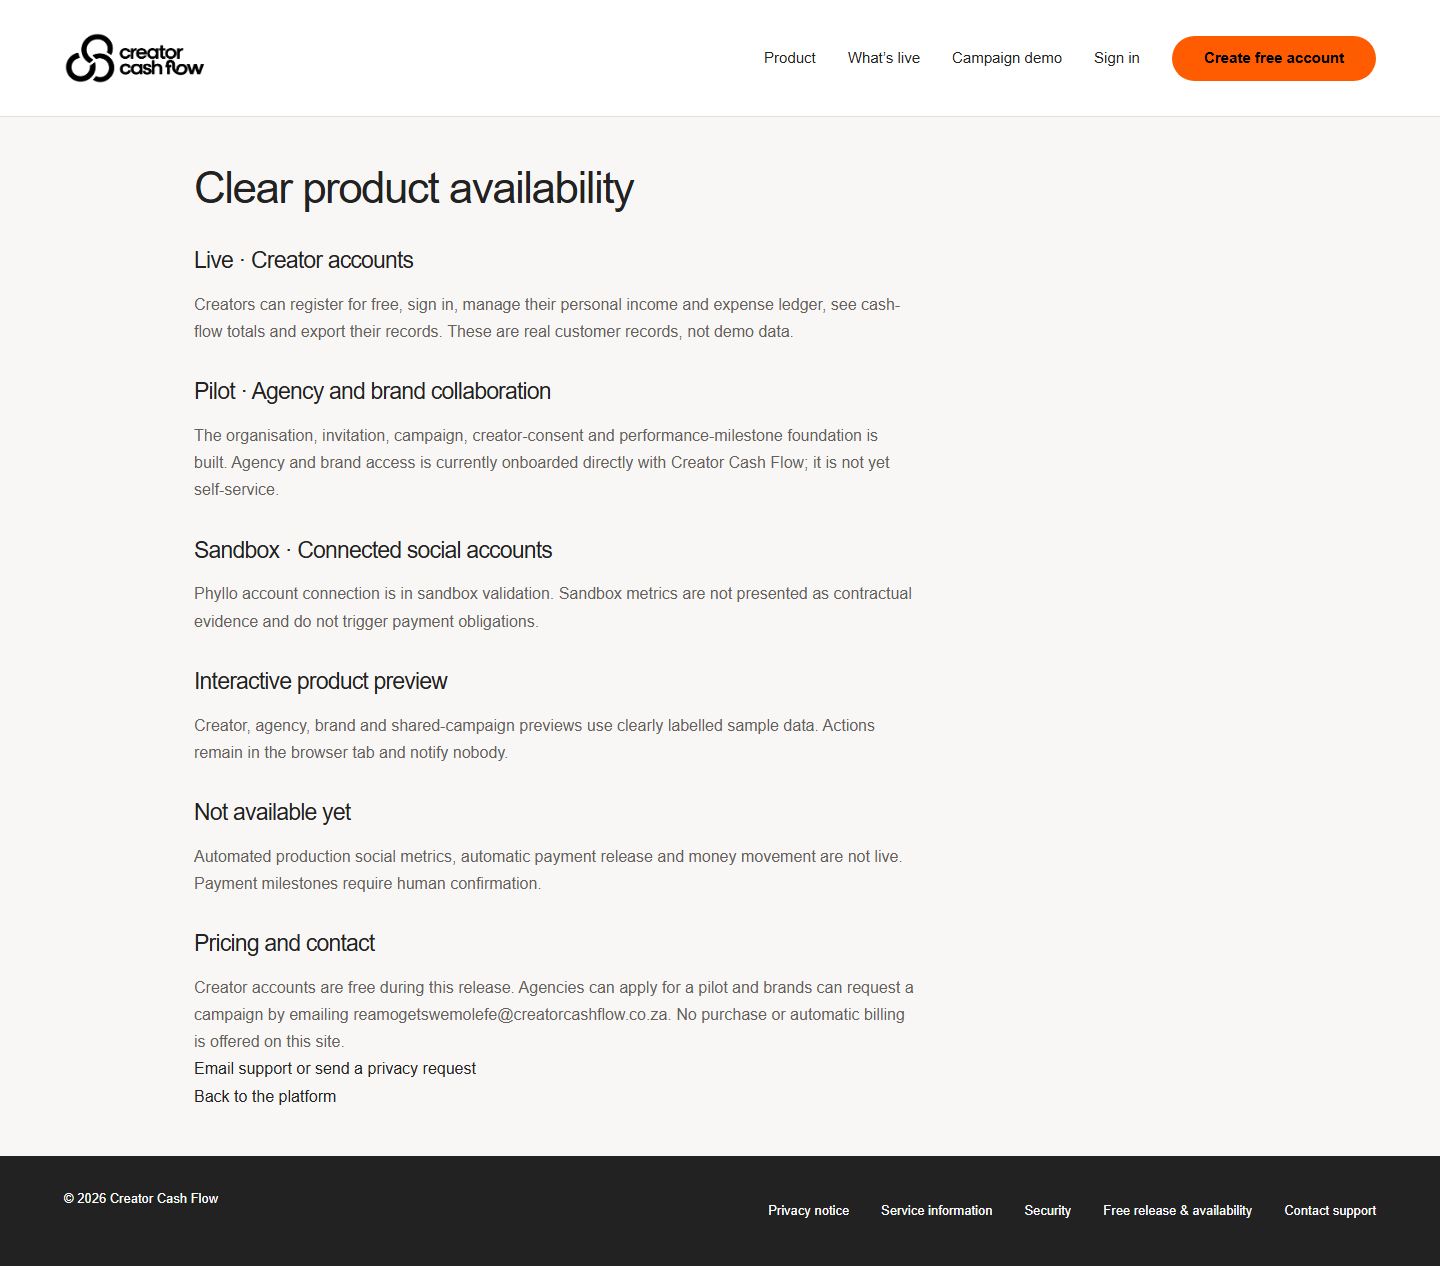 creator
cash flow
Product
What's live
Campaign demo
Sign in
Create free account
Clear product availability
Live · Creator accounts
Creators can register for free, sign in, manage their personal income and expense ledger, see cash-
flow totals and export their records. These are real customer records, not demo data.
Pilot · Agency and brand collaboration
The organisation, invitation, campaign, creator-consent and performance-milestone foundation is
built. Agency and brand access is currently onboarded directly with Creator Cash Flow; it is not yet
self-service.
Sandbox · Connected social accounts
Phyllo account connection is in sandbox validation. Sandbox metrics are not presented as contractual
evidence and do not trigger payment obligations.
Interactive product preview
Creator, agency, brand and shared-campaign previews use clearly labelled sample data. Actions
remain in the browser tab and notify nobody.
Not available yet
Automated production social metrics, automatic payment release and money movement are not live.
Payment milestones require human confirmation.
Pricing and contact
Creator accounts are free during this release. Agencies can apply for a pilot and brands can request a
campaign by emailing reamogetswemolefe@creatorcashflow.co.za. No purchase or automatic billing
is offered on this site.
Email support or send a privacy request
Back to the platform
© 2026 Creator Cash Flow
Privacy notice
Service information
Security
Free release & availability
Contact support